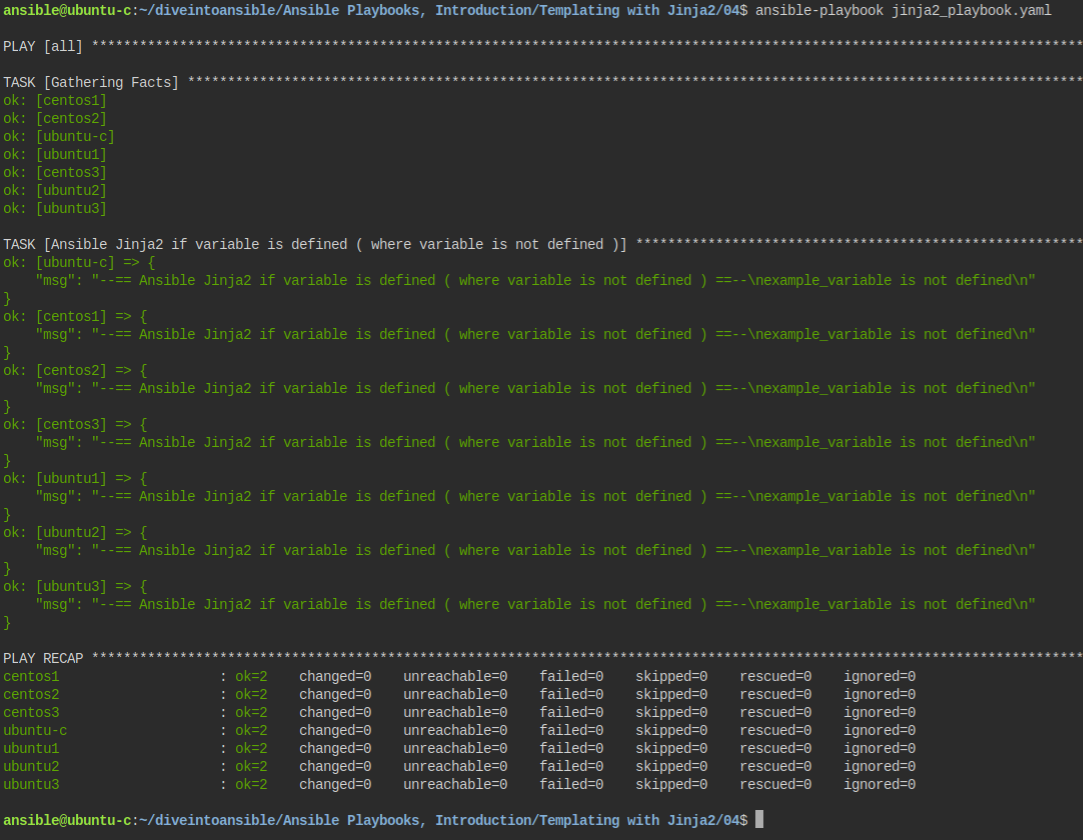 ansible@ubuntu-c:~/diveintoansible/Ansible Playbooks, Introduction/Templating with Jinja2/04$ ansible-playbook jinja2_playbook.yaml
PLAY [all] ****************************************************************************************************************************
TASK [Gathering Facts] ****************************************************************************************************************
ok: [centos1]
ok: [centos2]
ok: [ubuntu-c]
ok: [ubuntu1]
ok: [centos3]
ok: [ubuntu2]
ok: [ubuntu3]
TASK [Ansible Jinja2 if variable is defined ( where variable is not defined )] ********************************************************
ok: [ubuntu-c] => {
    "msg": "--== Ansible Jinja2 if variable is defined ( where variable is not defined ) ==--\nexample_variable is not defined\n"
}
ok: [centos1] => {
    "msg": "--== Ansible Jinja2 if variable is defined ( where variable is not defined ) ==--\nexample_variable is not defined\n"
}
ok: [centos2] => {
    "msg": "--== Ansible Jinja2 if variable is defined ( where variable is not defined ) ==--\nexample_variable is not defined\n"
}
ok: [centos3] => {
    "msg": "--== Ansible Jinja2 if variable is defined ( where variable is not defined ) ==--\nexample_variable is not defined\n"
}
ok: [ubuntu1] => {
    "msg": "--== Ansible Jinja2 if variable is defined ( where variable is not defined ) ==--\nexample_variable is not defined\n"
}
ok: [ubuntu2] => {
    "msg": "--== Ansible Jinja2 if variable is defined ( where variable is not defined ) ==--\nexample_variable is not defined\n"
}
ok: [ubuntu3] => {
    "msg": "--== Ansible Jinja2 if variable is defined ( where variable is not defined ) ==--\nexample_variable is not defined\n"
}
PLAY RECAP ****************************************************************************************************************************
centos1                    : ok=2    changed=0    unreachable=0    failed=0    skipped=0    rescued=0    ignored=0
centos2                    : ok=2    changed=0    unreachable=0    failed=0    skipped=0    rescued=0    ignored=0
centos3                    : ok=2    changed=0    unreachable=0    failed=0    skipped=0    rescued=0    ignored=0
ubuntu-c                   : ok=2    changed=0    unreachable=0    failed=0    skipped=0    rescued=0    ignored=0
ubuntu1                    : ok=2    changed=0    unreachable=0    failed=0    skipped=0    rescued=0    ignored=0
ubuntu2                    : ok=2    changed=0    unreachable=0    failed=0    skipped=0    rescued=0    ignored=0
ubuntu3                    : ok=2    changed=0    unreachable=0    failed=0    skipped=0    rescued=0    ignored=0
ansible@ubuntu-c:~/diveintoansible/Ansible Playbooks, Introduction/Templating with Jinja2/04$